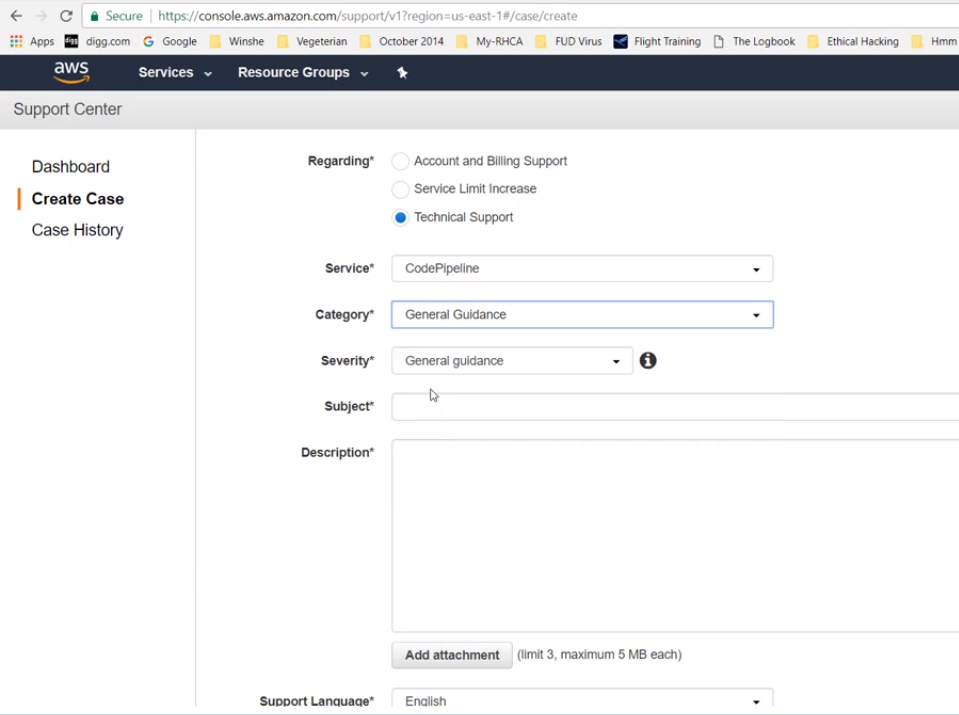 Secure https://console.aws.amazon.com/support/v1?region=us-east-1#/case/create
Apps digg digg.com Google Winshe Vegeterian October 2014 My-RHCA FUD Virus Flight Training The Logbook Ethical Hacking Hmm
aws Services Resource Groups
Support Center
Dashboard
Create Case
Case History
Regarding* Account and Billing Support
Service Limit Increase
Technical Support
Service* CodePipeline
Category* General Guidance
Severity* General guidance
Subject*
Description*
Add attachment (limit 3, maximum 5 MB each)
Support Language* English